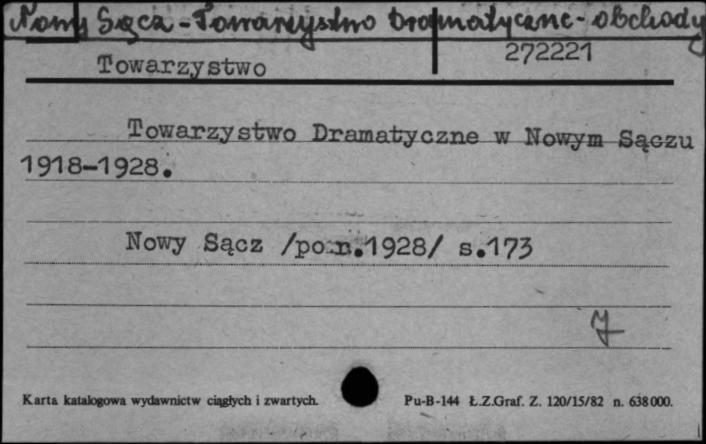 Nowy Sącz - Towarzystwo Dramatyczne - obchody
Towarzystwo 272221
Towarzystwo Dramatyczne w Nowym Sączu
1918-1928.
Nowy Sącz /po n.1928/ s.173
Karta katalogowa wydawnictw ciągłych i zwartych. Pu-B-144 Ł.Z.Graf. Z. 120/15/82 n. 638000.